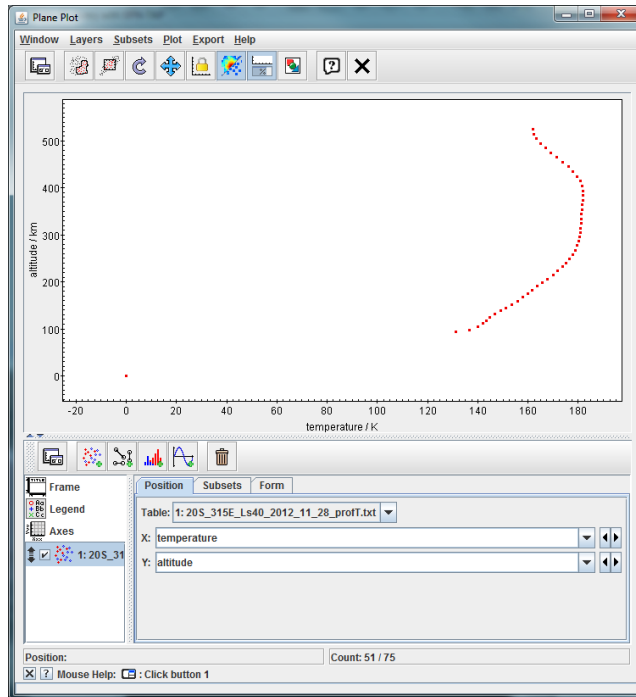 Plane Plot
Window Layers Subsets Plot Export Help
500
400
300
200
100
0
altitude / km
-20 0 20 40 60 80 100 120 140 160 180
temperature / K
Frame
Legend
Axes
1: 20S_31
Position Subsets Form
Table: 1: 20S_315E_Ls40_2012_11_28_profT.txt
X: temperature
Y: altitude
Position:
Count: 51 / 75
Mouse Help: : Click button 1